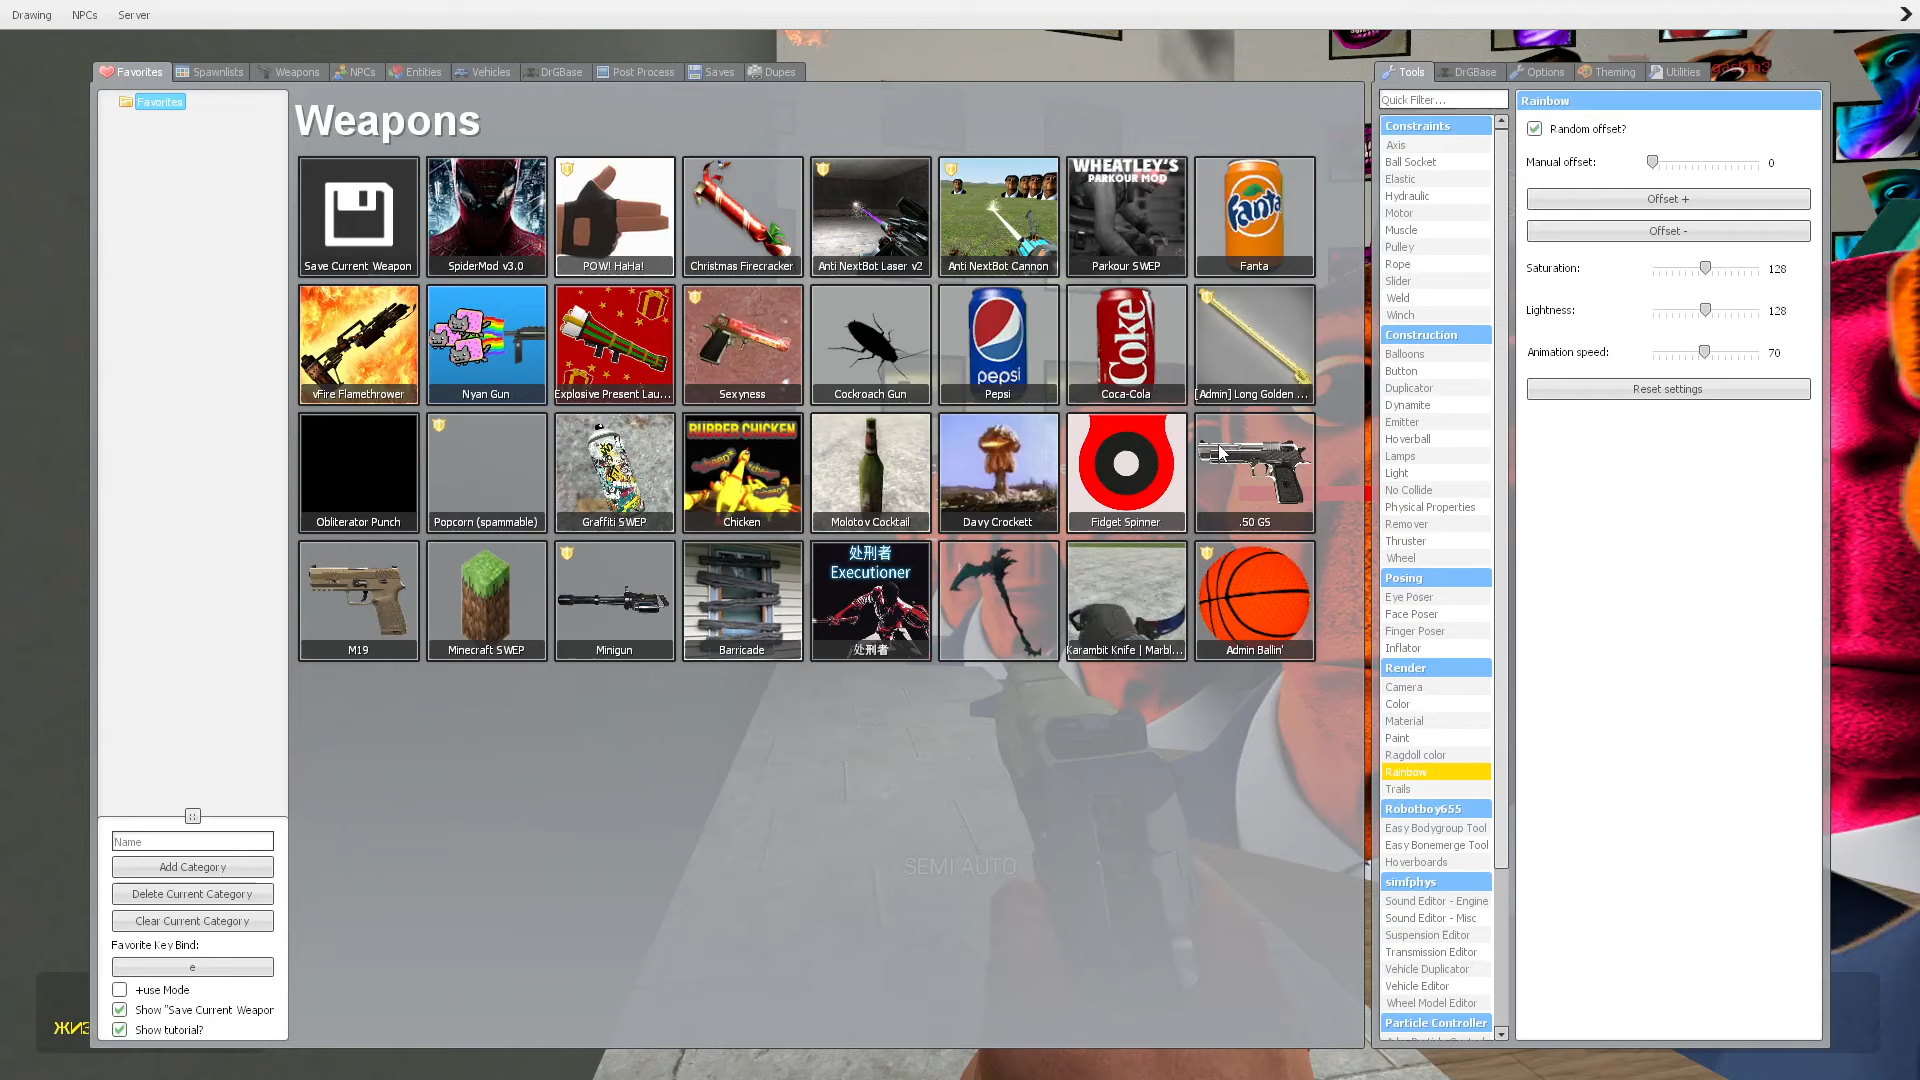 Drawing NPCs Server
Favorites Spawnlists Weapons NPCs Entities Vehicles DrGBase Post Process Saves Dupes
Favorites
Weapons
Save Current Weapon
SpiderMod v3.0
POW! HaHa!
Christmas Firecracker
Anti NextBot Laser v2
Anti NextBot Cannon
WHEATLEY'S
PARKOUR MOD
Parkour SWEP
Fanta
Fanta
vFire Flamethrower
Nyan Gun
Explosive Present Lau...
Sexyness
Cockroach Gun
pepsi
Pepsi
Coke
Coca-Cola
[Admin] Long Golden ...
Obliterator Punch
Popcorn (spammable)
Graffiti SWEP
RUBBER CHICKEN
Chicken
Molotov Cocktail
Davy Crockett
Fidget Spinner
.50 GS
M19
Minecraft SWEP
Minigun
Barricade
处刑者
Executioner
处刑者
Karambit Knife | Marbl...
Admin Ballin'
SEMI AUTO
Name
Add Category
Delete Current Category
Clear Current Category
Favorite Key Bind:
e
+use Mode
Show "Save Current Weapor
Show tutorial?
ЖИЗ
Tools DrGBase Options Theming Utilities
Quick Filter...
Constraints
Axis
Ball Socket
Elastic
Hydraulic
Motor
Muscle
Pulley
Rope
Slider
Weld
Winch
Construction
Balloons
Button
Duplicator
Dynamite
Emitter
Hoverball
Lamps
Light
No Collide
Physical Properties
Remover
Thruster
Wheel
Posing
Eye Poser
Face Poser
Finger Poser
Inflator
Render
Camera
Color
Material
Paint
Ragdoll color
Rainbow
Trails
Robotboy655
Easy Bodygroup Tool
Easy Bonemerge Tool
Hoverboards
simfphys
Sound Editor - Engine
Sound Editor - Misc
Suspension Editor
Transmission Editor
Vehicle Duplicator
Vehicle Editor
Wheel Model Editor
Particle Controller
Rainbow
Random offset?
Manual offset: 0
Offset +
Offset -
Saturation: 128
Lightness: 128
Animation speed: 70
Reset settings